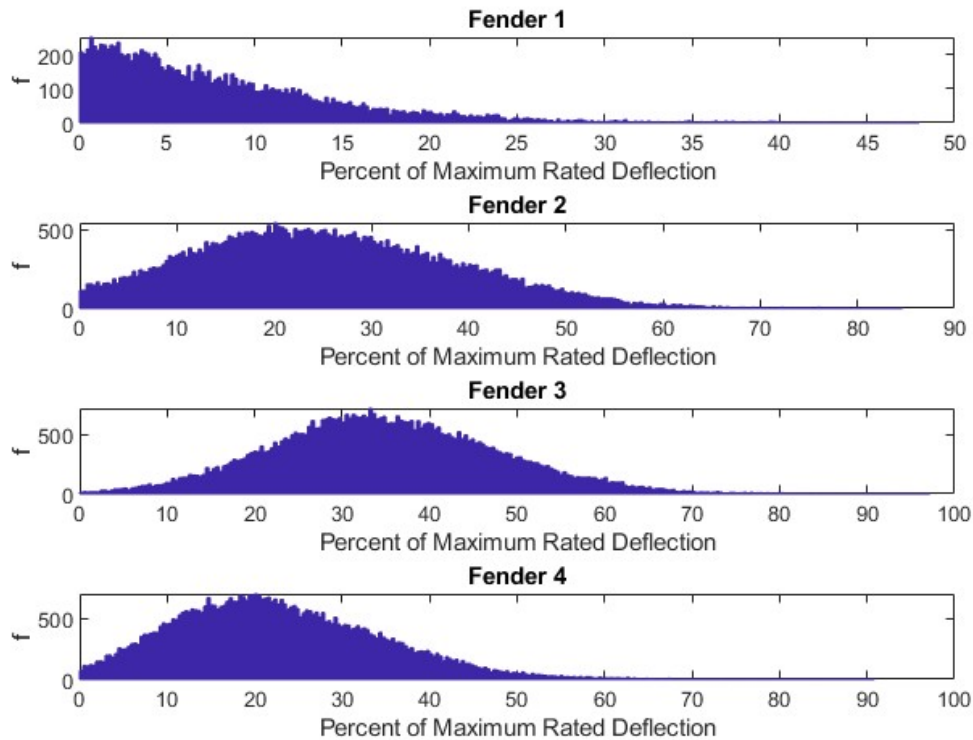 Fender 1
200
100
0
f
0 5 10 15 20 25 30 35 40 45 50
Percent of Maximum Rated Deflection
Fender 2
500
0
f
0 10 20 30 40 50 60 70 80 90
Percent of Maximum Rated Deflection
Fender 3
500
0
f
0 10 20 30 40 50 60 70 80 90 100
Percent of Maximum Rated Deflection
Fender 4
500
0
f
0 10 20 30 40 50 60 70 80 90 100
Percent of Maximum Rated Deflection